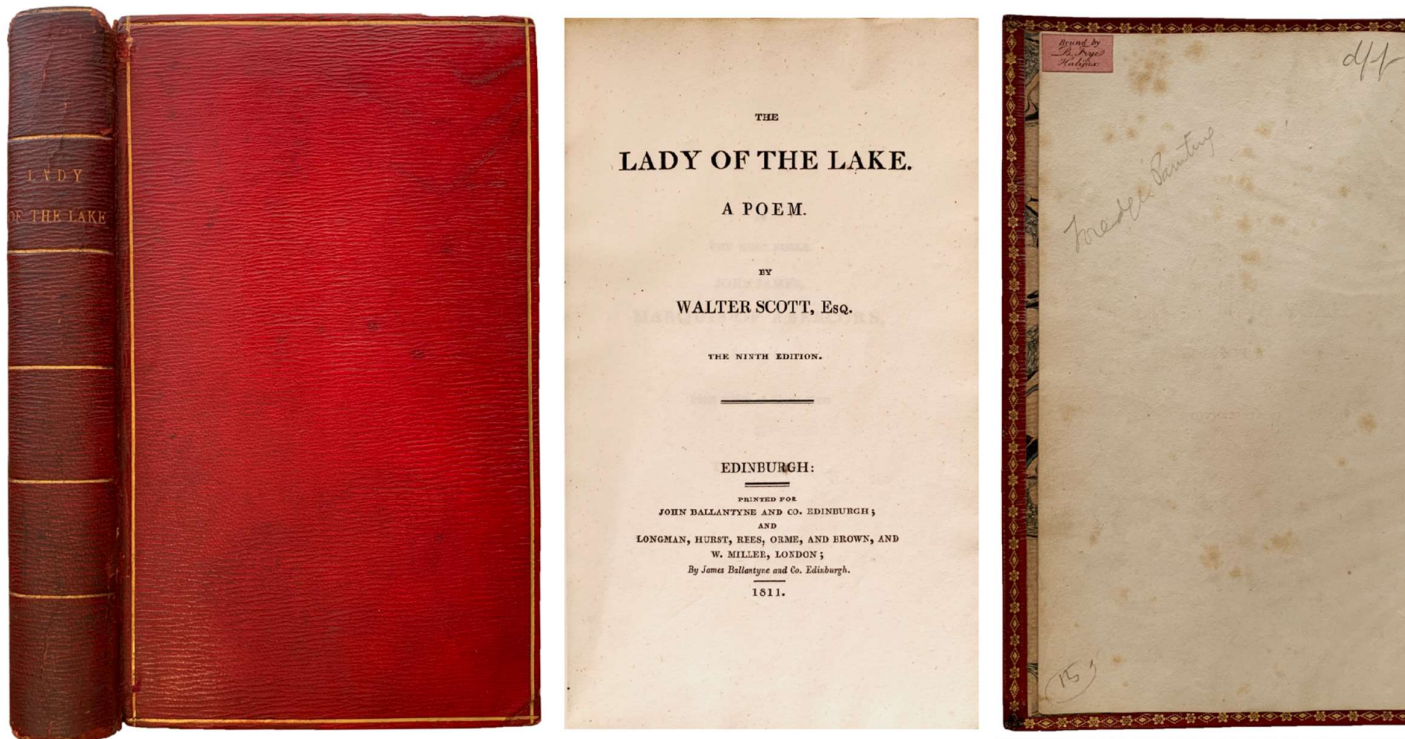 LADY
OF THE LAKE
THE
LADY OF THE LAKE.
A POEM.
BY
WALTER SCOTT, Esq.
THE NINTH EDITION.
EDINBURGH:
PRINTED FOR
JOHN BALLANTYNE AND CO. EDINBURGH;
AND
LONGMAN, HURST, REES, ORME, AND BROWN, AND
W. MILLER, LONDON;
By James Ballantyne and Co. Edinburgh.
1811.
Bound by
Halifax
Foredge Painting